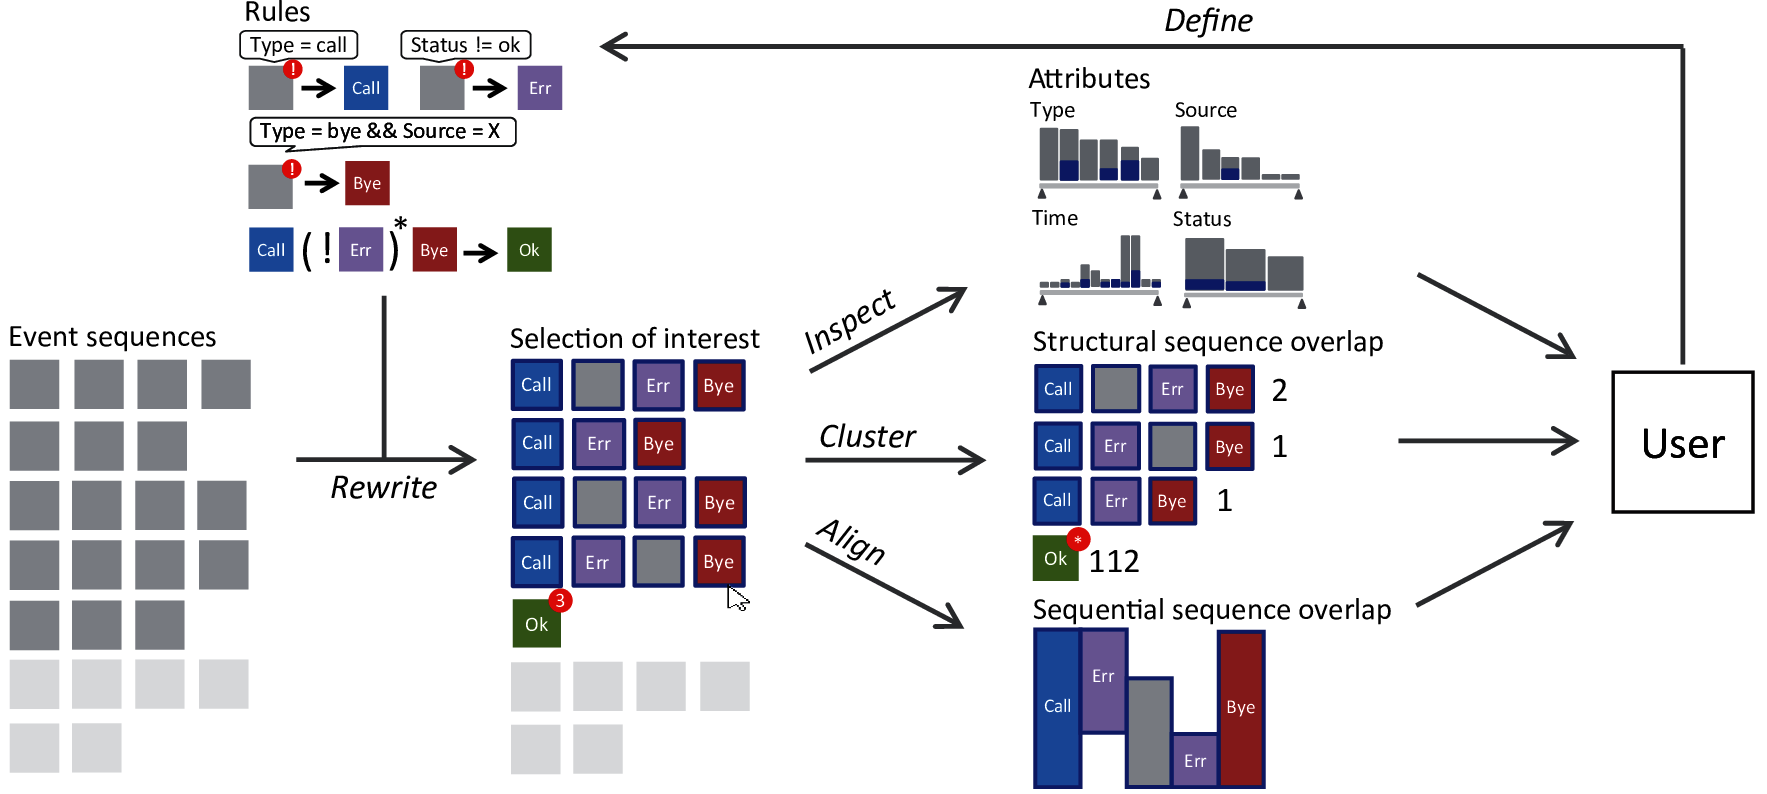 Rules
Define
Type = call
Status != ok
!
!
Call
Err
Type = bye && Source = X
!
Bye
Call ( ! Err )* Bye Ok
Attributes
Type
Source
Time
Status
Event sequences
Rewrite
Selection of interest
Call Err Bye
Call Err Bye
Call Err Bye
Call Err Bye
Ok 3
Inspect
Cluster
Align
Structural sequence overlap
Call Err Bye 2
Call Err Bye 1
Call Err Bye 1
Ok * 112
Sequential sequence overlap
Call Err Err Bye
User